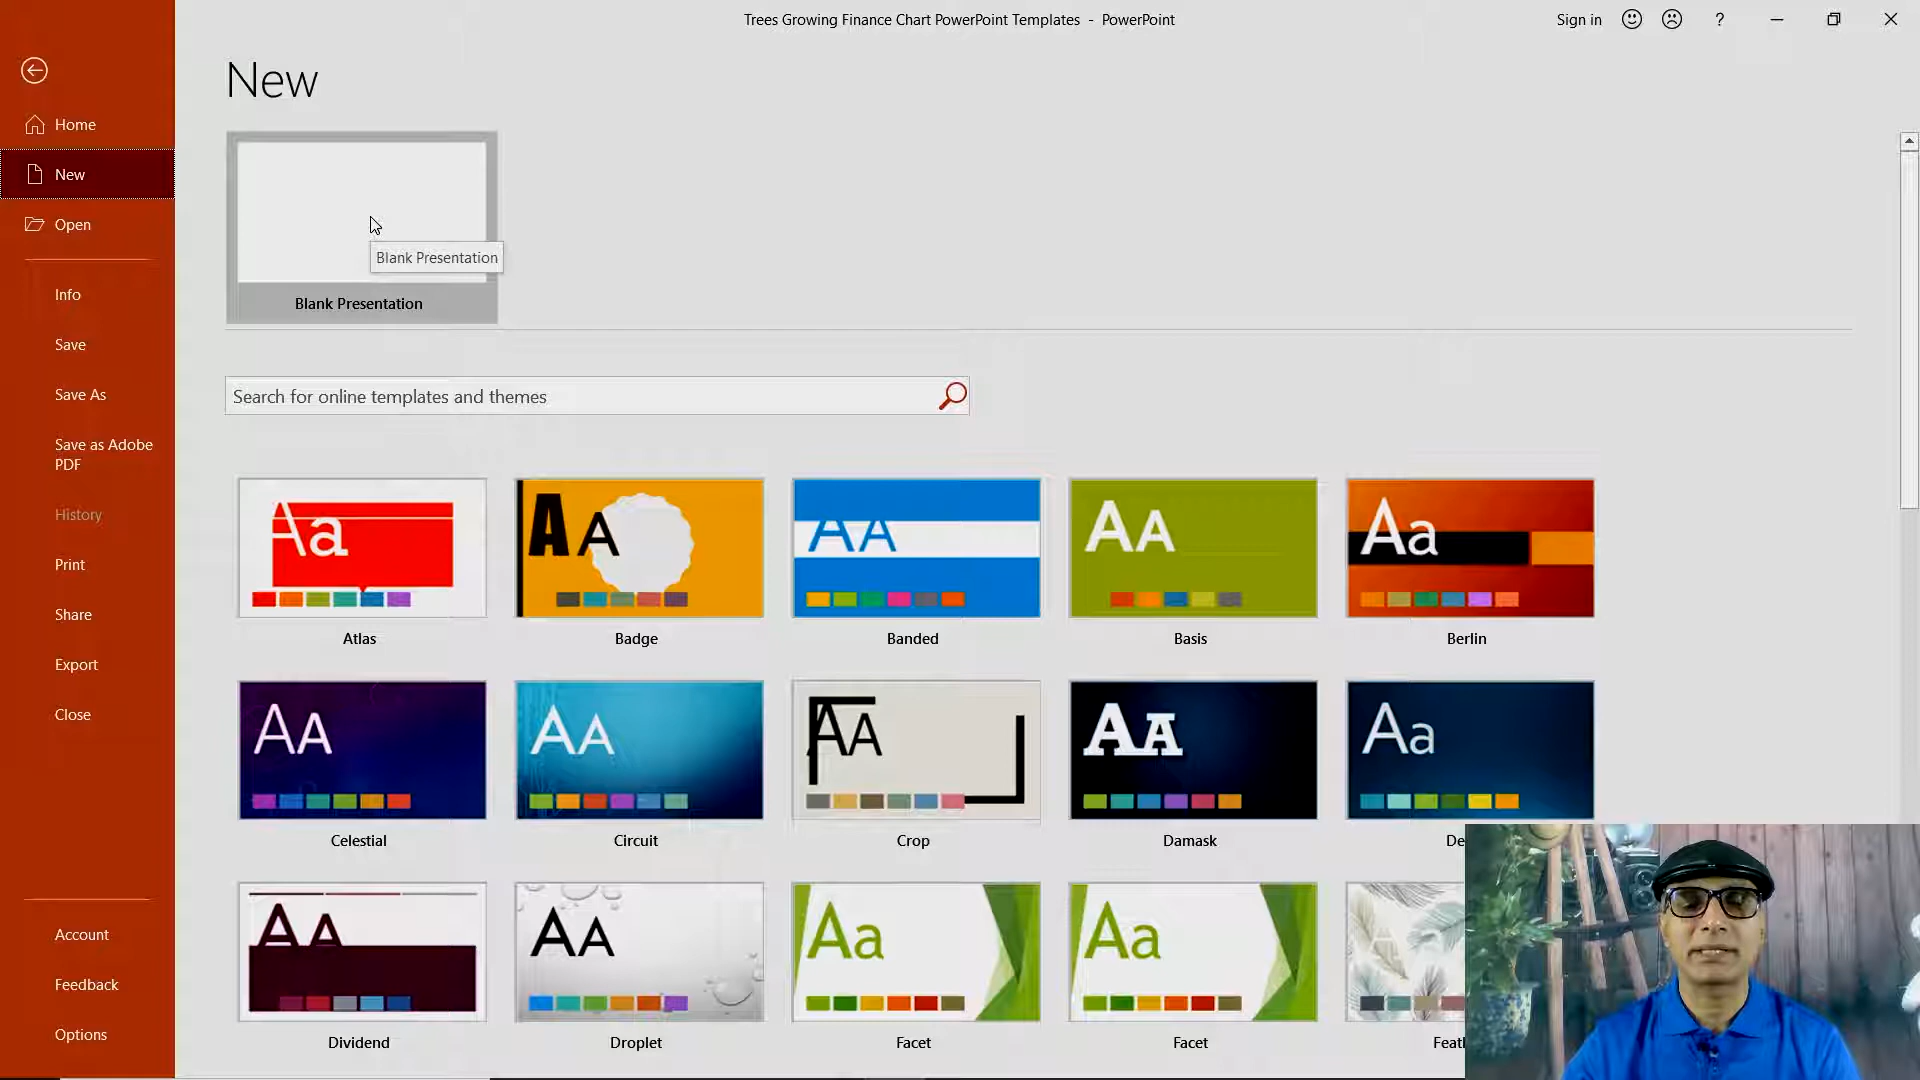 Trees Growing Finance Chart PowerPoint Templates - PowerPoint
Sign in
?
New
Home
New
Open
Info
Save
Save As
Save as Adobe
PDF
History
Print
Share
Export
Close
Account
Feedback
Options
Blank Presentation
Blank Presentation
Search for online templates and themes
Aa
AA
AA
AA
Aa
Atlas
Badge
Banded
Basis
Berlin
AA
AA
AA
AA
Aa
Celestial
Circuit
Crop
Damask
De
AA
AA
Aa
Aa
Dividend
Droplet
Facet
Facet
Feat